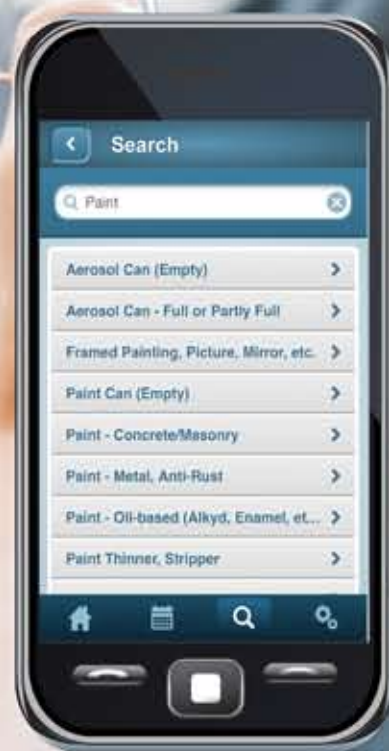 Search
Paint
Aerosol Can (Empty)
Aerosol Can - Full or Partly Full
Framed Painting, Picture, Mirror, etc.
Paint Can (Empty)
Paint - Concrete/Masonry
Paint - Metal, Anti-Rust
Paint - Oil-based (Alkyd, Enamel, et...
Paint Thinner, Stripper